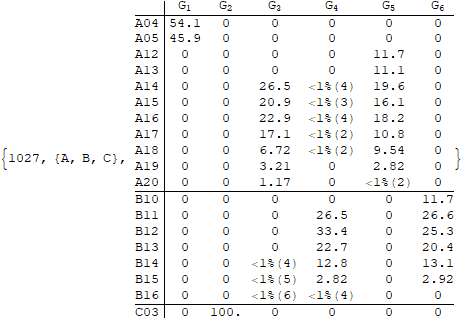 G₁ G₂ G₃ G₄ G₅ G₆
A04 54.1 0 0 0 0 0
A05 45.9 0 0 0 0 0
A12 0 0 0 0 11.7 0
A13 0 0 0 0 11.1 0
A14 0 0 26.5 <1%(4) 19.6 0
A15 0 0 20.9 <1%(3) 16.1 0
A16 0 0 22.9 <1%(4) 18.2 0
A17 0 0 17.1 <1%(2) 10.8 0
A18 0 0 6.72 <1%(2) 9.54 0
{1027, {A, B, C}, A19 0 0 3.21 0 2.82 0 }
A20 0 0 1.17 0 <1%(2) 0
B10 0 0 0 0 0 11.7
B11 0 0 0 26.5 0 26.6
B12 0 0 0 33.4 0 25.3
B13 0 0 0 22.7 0 20.4
B14 0 0 <1%(4) 12.8 0 13.1
B15 0 0 <1%(5) 2.82 0 2.92
B16 0 0 <1%(6) <1%(4) 0 0
C03 0 100. 0 0 0 0